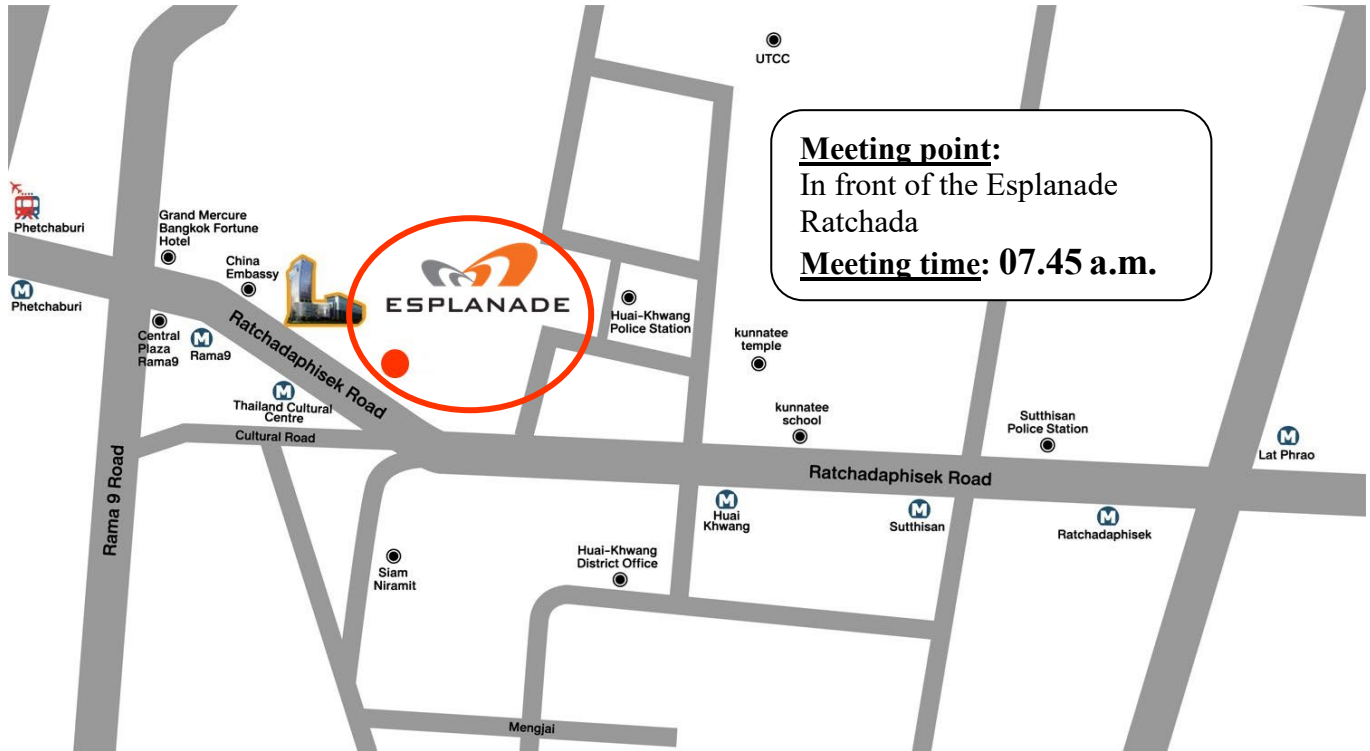 UTCC
Meeting point:
In front of the Esplanade
Ratchada
Meeting time: 07.45 a.m.
Phetchaburi
M
Phetchaburi
Grand Mercure
Bangkok Fortune
Hotel
China
Embassy
ESPLANADE
Huai-Khwang
Police Station
kunnatee
temple
Central
Plaza
Rama9
M
Rama9
Ratchadaphisek Road
M
Thailand Cultural
Centre
Cultural Road
kunnatee
school
Sutthisan
Police Station
M
Lat Phrao
Ratchadaphisek Road
Rama 9 Road
M
Huai
Khwang
M
Sutthisan
M
Ratchadaphisek
Siam
Niramit
Huai-Khwang
District Office
Mengjai